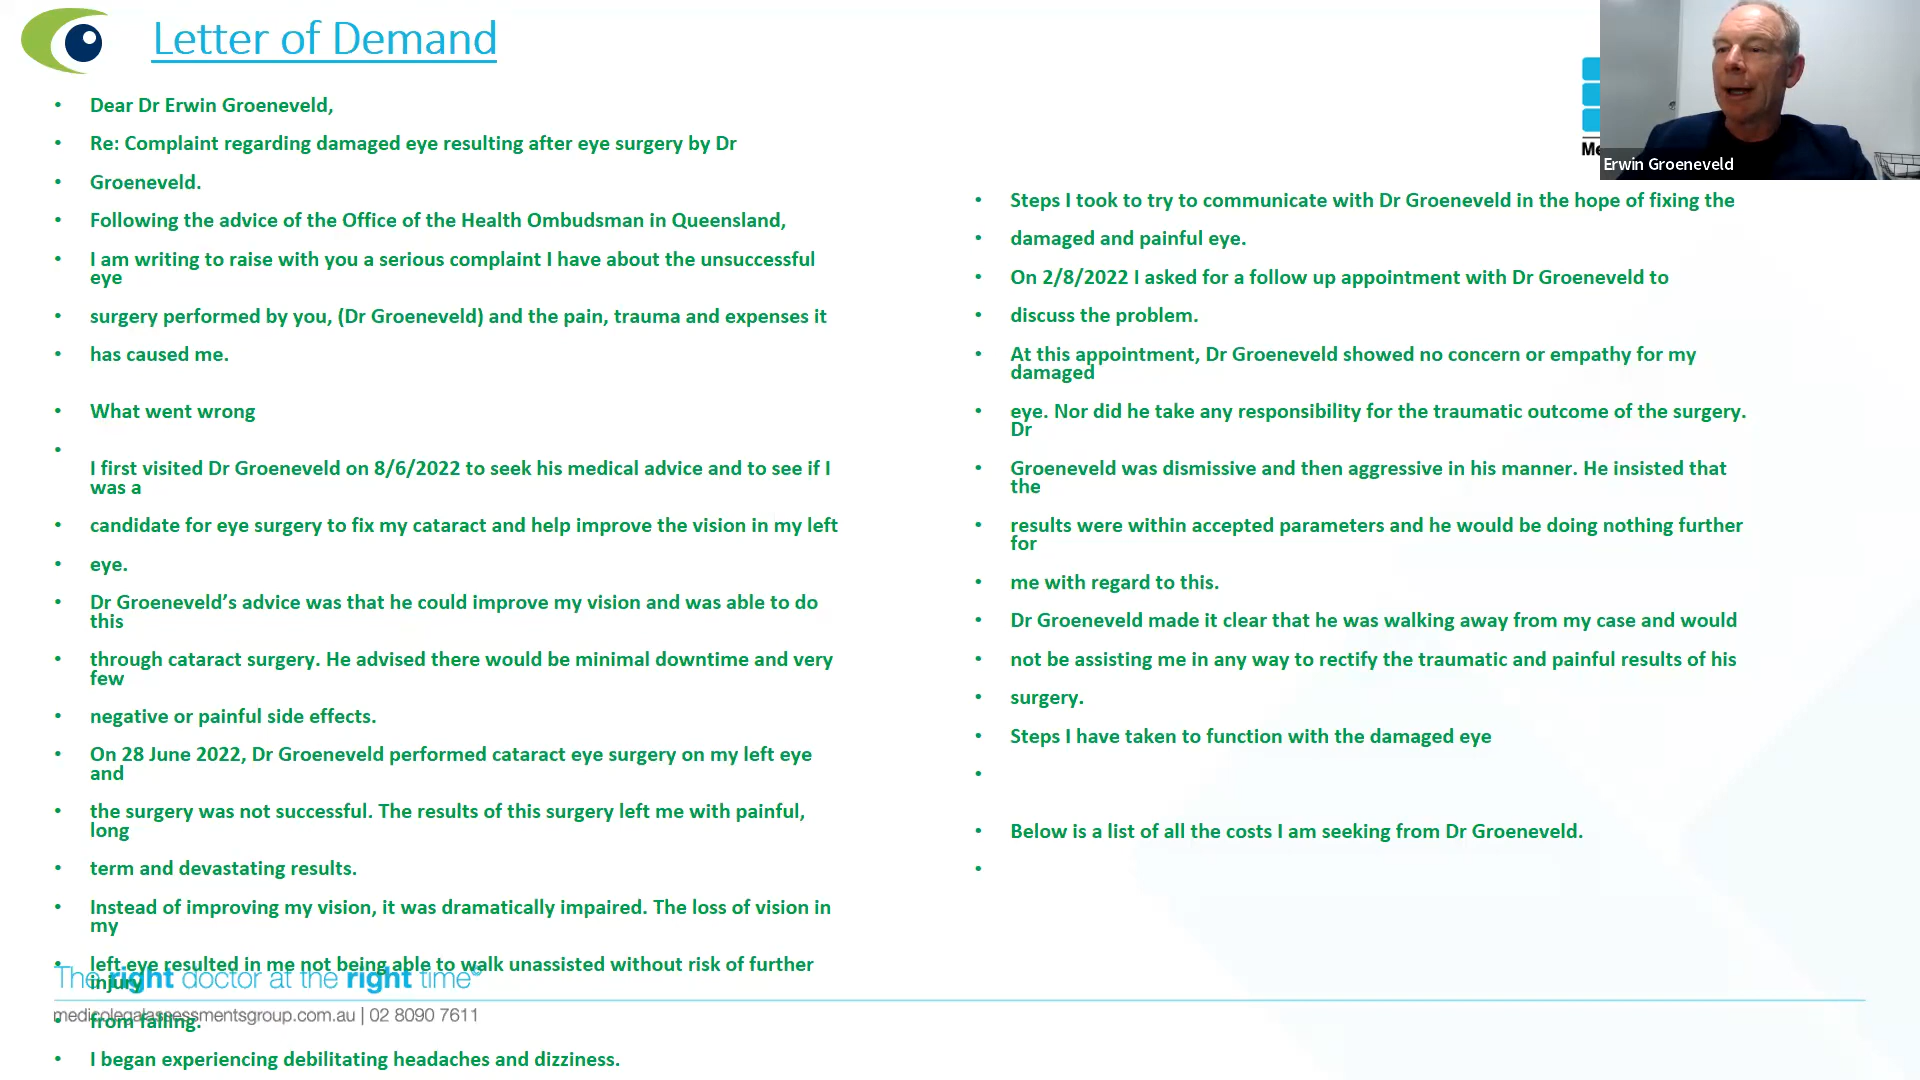 Letter of Demand
• Dear Dr Erwin Groeneveld,
• Re: Complaint regarding damaged eye resulting after eye surgery by Dr
• Groeneveld.
• Following the advice of the Office of the Health Ombudsman in Queensland,
• I am writing to raise with you a serious complaint I have about the unsuccessful
eye
• surgery performed by you, (Dr Groeneveld) and the pain, trauma and expenses it
• has caused me.
• What went wrong
•
I first visited Dr Groeneveld on 8/6/2022 to seek his medical advice and to see if I
was a
• candidate for eye surgery to fix my cataract and help improve the vision in my left
• eye.
• Dr Groeneveld’s advice was that he could improve my vision and was able to do
this
• through cataract surgery. He advised there would be minimal downtime and very
few
• negative or painful side effects.
• On 28 June 2022, Dr Groeneveld performed cataract eye surgery on my left eye
and
• the surgery was not successful. The results of this surgery left me with painful,
long
• term and devastating results.
• Instead of improving my vision, it was dramatically impaired. The loss of vision in
my
• left eye resulted in me not being able to walk unassisted without risk of further
injury
• from falling.
• I began experiencing debilitating headaches and dizziness.
• Steps I took to try to communicate with Dr Groeneveld in the hope of fixing the
• damaged and painful eye.
• On 2/8/2022 I asked for a follow up appointment with Dr Groeneveld to
• discuss the problem.
• At this appointment, Dr Groeneveld showed no concern or empathy for my
damaged
• eye. Nor did he take any responsibility for the traumatic outcome of the surgery.
Dr
• Groeneveld was dismissive and then aggressive in his manner. He insisted that
the
• results were within accepted parameters and he would be doing nothing further
for
• me with regard to this.
• Dr Groeneveld made it clear that he was walking away from my case and would
• not be assisting me in any way to rectify the traumatic and painful results of his
• surgery.
• Steps I have taken to function with the damaged eye
•
• Below is a list of all the costs I am seeking from Dr Groeneveld.
•
The right doctor at the right time®
medicolegalassessmentsgroup.com.au | 02 8090 7611
Me
Erwin Groeneveld